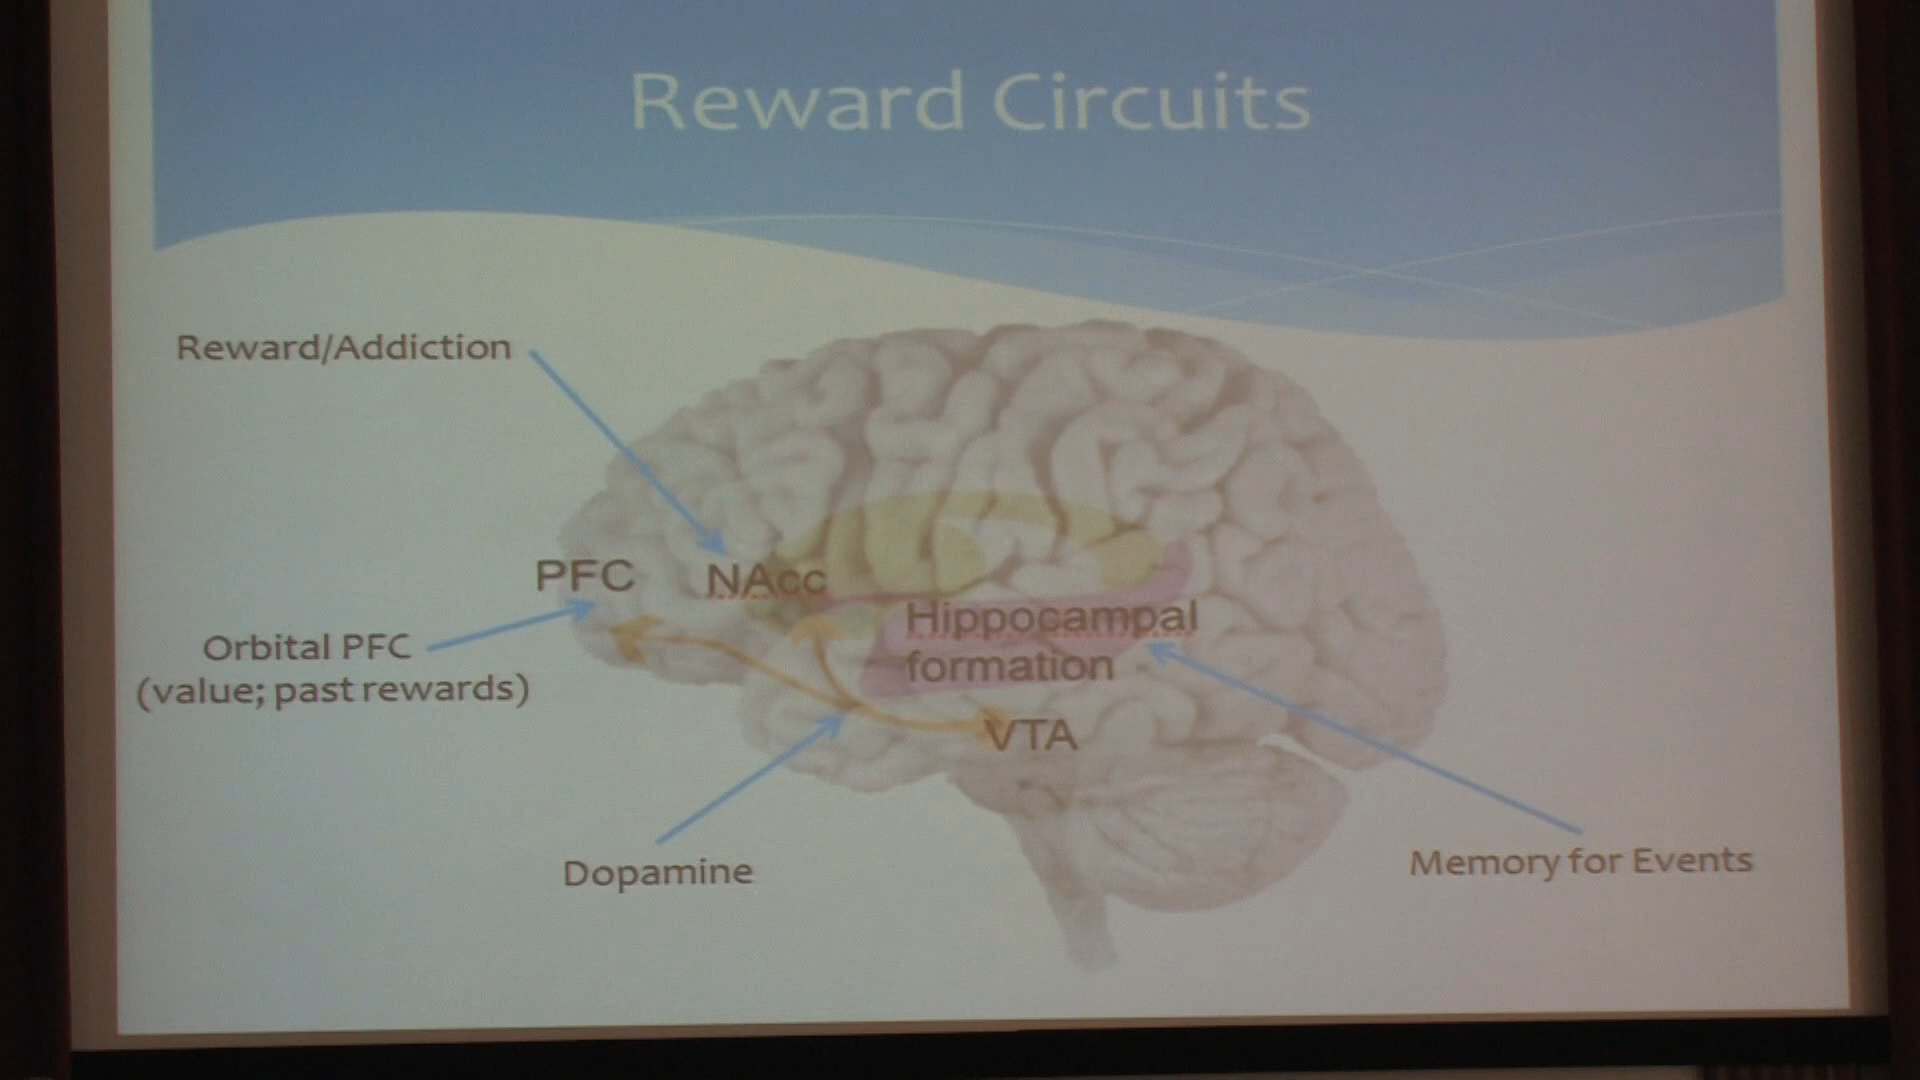 Reward Circuits
Reward/Addiction
PFC
NAcc
Orbital PFC
(value; past rewards)
Hippocampal
formation
VTA
Dopamine
Memory for Events